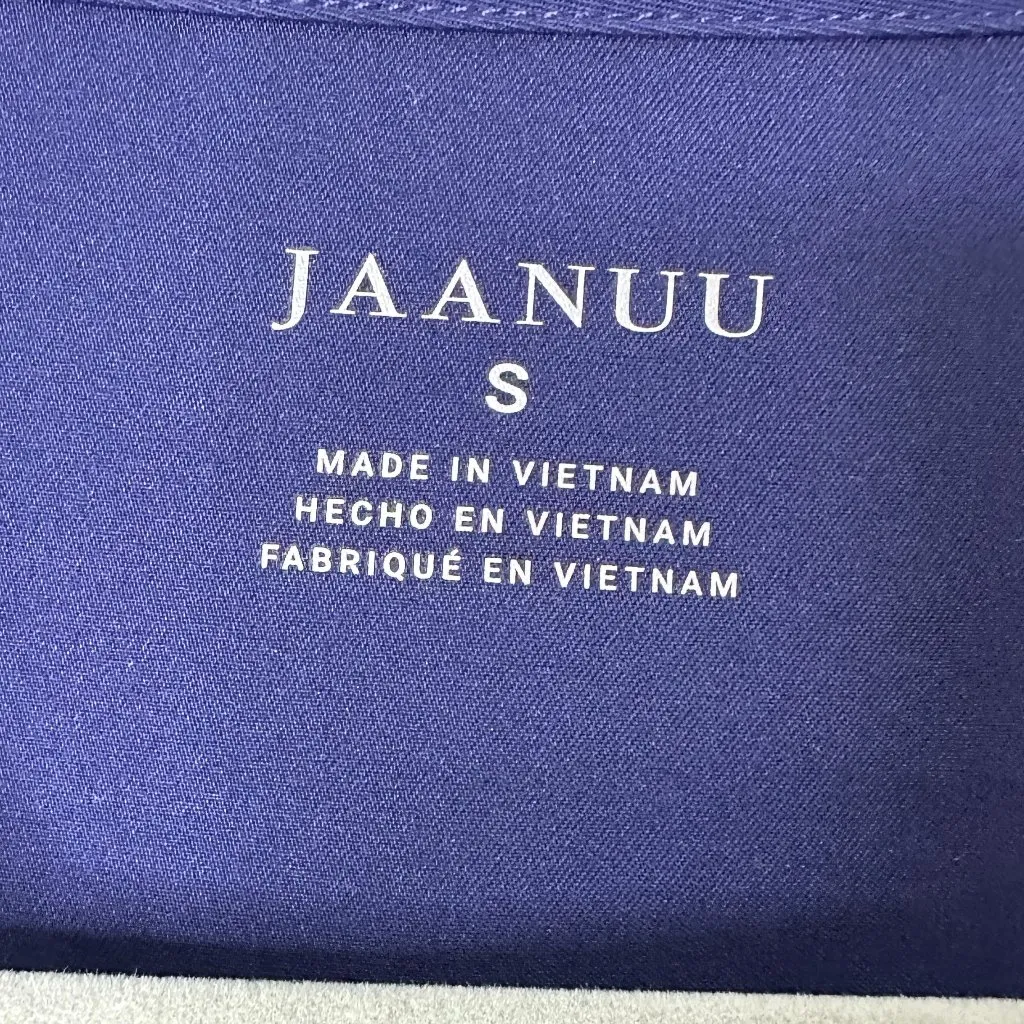 JAANUU
S
MADE IN VIETNAM
HECHO EN VIETNAM
FABRIQUÉ EN VIETNAM